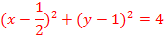 (x − 1/2)² + (y − 1)² = 4